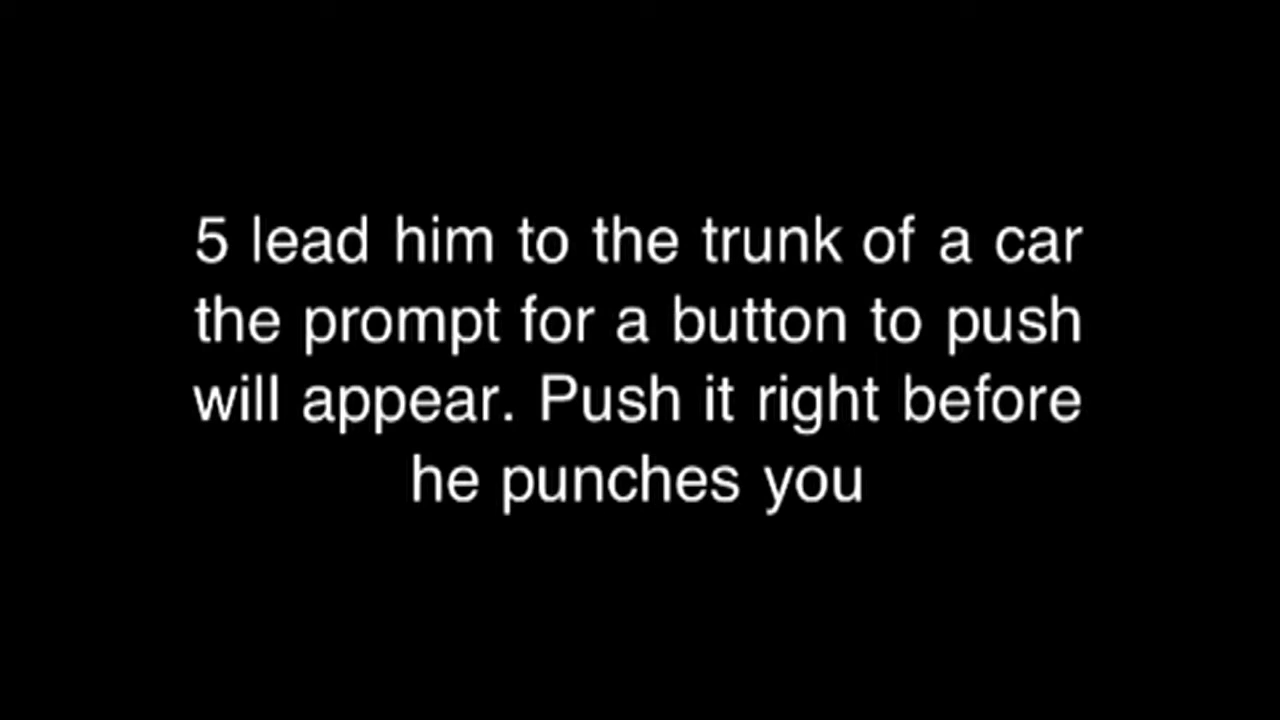 5 lead him to the trunk of a car
the prompt for a button to push
will appear. Push it right before
he punches you